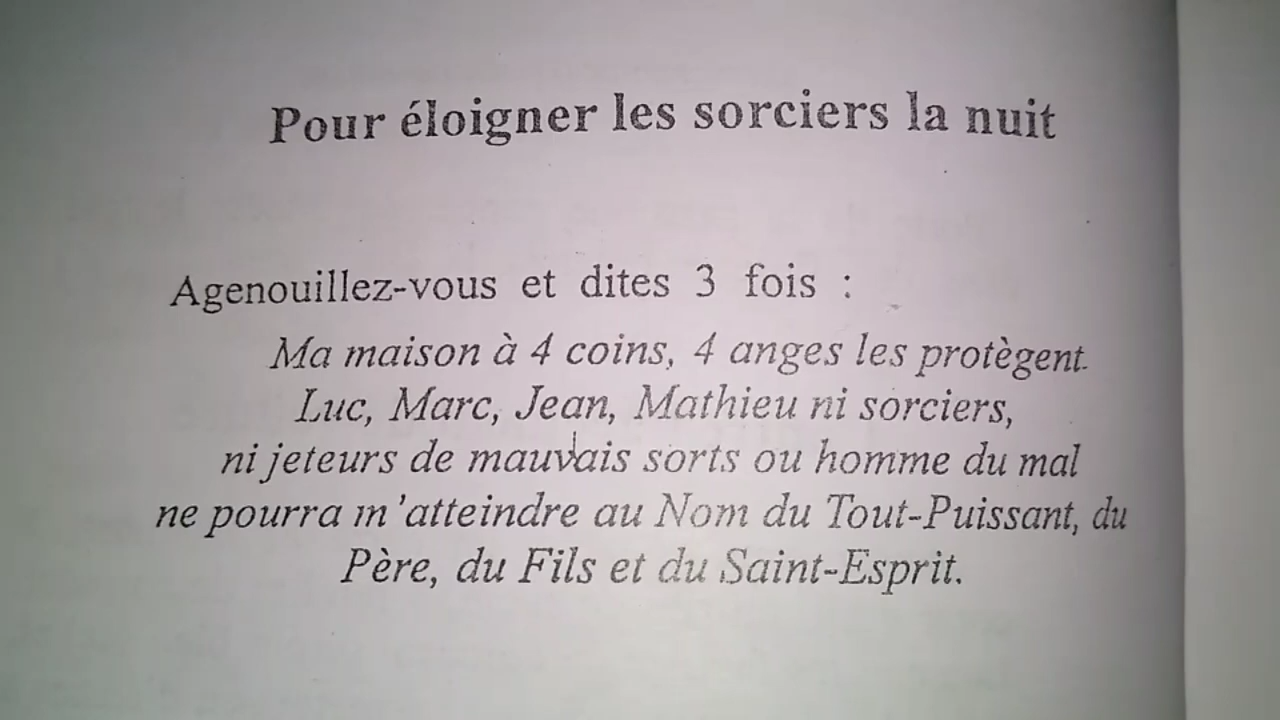 Pour éloigner les sorciers la nuit
Agenouillez-vous et dites 3 fois :
Ma maison à 4 coins, 4 anges les protègent.
Luc, Marc, Jean, Mathieu ni sorciers,
ni jeteurs de mauvais sorts ou homme du mal
ne pourra m'atteindre au Nom du Tout-Puissant, du
Père, du Fils et du Saint-Esprit.